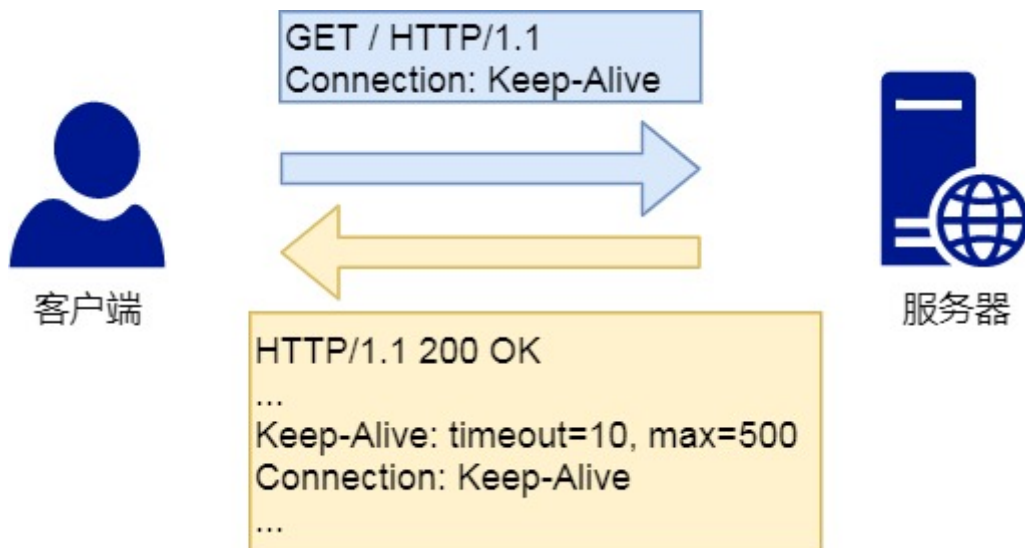 GET / HTTP/1.1
Connection: Keep-Alive
客户端
服务器
HTTP/1.1 200 OK
...
Keep-Alive: timeout=10, max=500
Connection: Keep-Alive
...